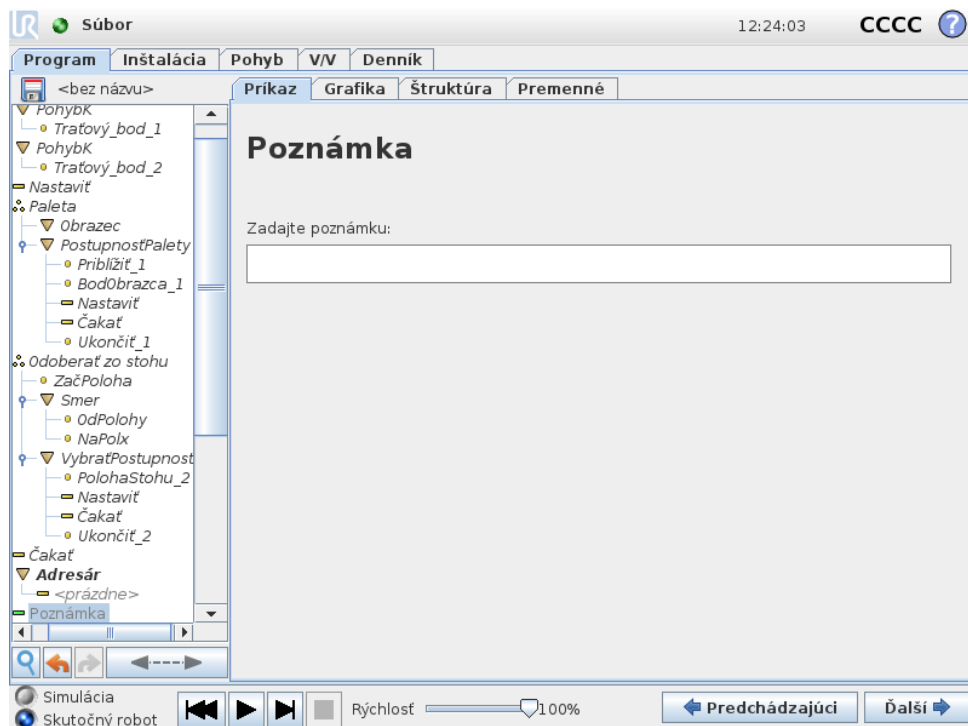 UR Súbor 12:24:03 CCCC ?
Program Inštalácia Pohyb V/V Denník
<bez názvu> Príkaz Grafika Štruktúra Premenné
PohybK
Traťový_bod_1
PohybK
Traťový_bod_2
Nastaviť
Paleta
Obrazec
PostupnosťPalety
Priblížiť_1
BodObrazca_1
Nastaviť
Čakať
Ukončiť_1
Odoberať zo stohu
ZačPoloha
Smer
OdPolohy
NaPolx
VybraťPostupnosť
PolohaStohu_2
Nastaviť
Čakať
Ukončiť_2
Čakať
Adresár
<prázdne>
Poznámka
Poznámka
Zadajte poznámku:
Simulácia
Skutočný robot
Rýchlosť 100%
Predchádzajúci Ďalší